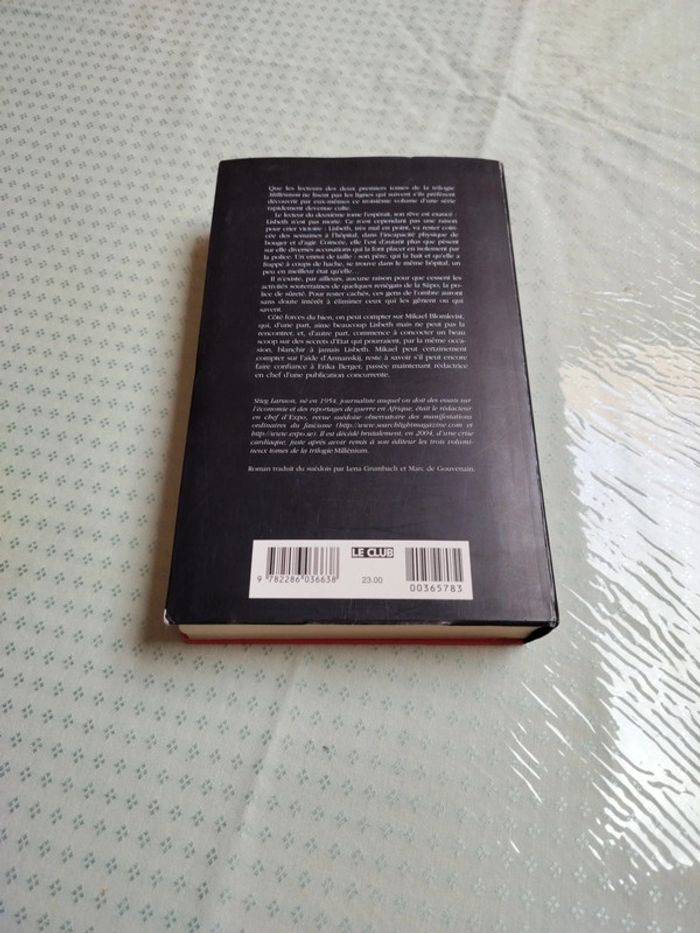 Que les lecteurs des deux premiers tomes de la trilogie
Millénium ne lisent pas les lignes qui suivent s'ils préfèrent
découvrir par eux-mêmes ce troisième volume d'une série
rapidement devenue culte.
Le lecteur du deuxième tome l'espérait, son rêve est exaucé :
Lisbeth n'est pas morte. Ce n'est cependant pas une raison
pour crier victoire : Lisbeth, très mal en point, va rester coin-
cée des semaines à l'hôpital, dans l'incapacité physique de
bouger et d'agir. Coincée, elle l'est d'autant plus que pèsent
sur elle diverses accusations qui la font placer en isolement par
la police. Un ennui de taille : son père, qui la hait et qu'elle a
frappé à coups de hache, se trouve dans le même hôpital, un
peu en meilleur état qu'elle...
Il n'existe, par ailleurs, aucune raison pour que cessent les
activités souterraines de quelques renégats de la Säpo, la po-
lice de sûreté. Pour rester cachés, ces gens de l'ombre auront
sans doute intérêt à éliminer ceux qui les gênent ou qui
savent.
Côté forces du bien, on peut compter sur Mikael Blomkvist,
qui, d'une part, aime beaucoup Lisbeth mais ne peut pas la
rencontrer, et, d'autre part, commence à concocter un beau
scoop sur des secrets d'Etat qui pourraient, par la même occa-
sion, blanchir à jamais Lisbeth. Mikael peut certainement
compter sur l'aide d'Armanskij, reste à savoir s'il peut encore
faire confiance à Erika Berger, passée maintenant rédactrice
en chef d'une publication concurrente.
Stieg Larsson, né en 1954, journaliste auquel on doit des essais sur
l'économie et des reportages de guerre en Afrique, était le rédacteur
en chef d'Expo, revue suédoise observatoire des manifestations
ordinaires du fascisme (http://www.searchlightmagazine.com et
http://www.expo.se). Il est décédé brutalement, en 2004, d'une crise
cardiaque, juste après avoir remis à son éditeur les trois volumi-
neux tomes de la trilogie Millénium.
Roman traduit du suédois par Lena Grumbach et Marc de Gouvenain.
LE CLUB
9 782286 036638
23.00
00365783